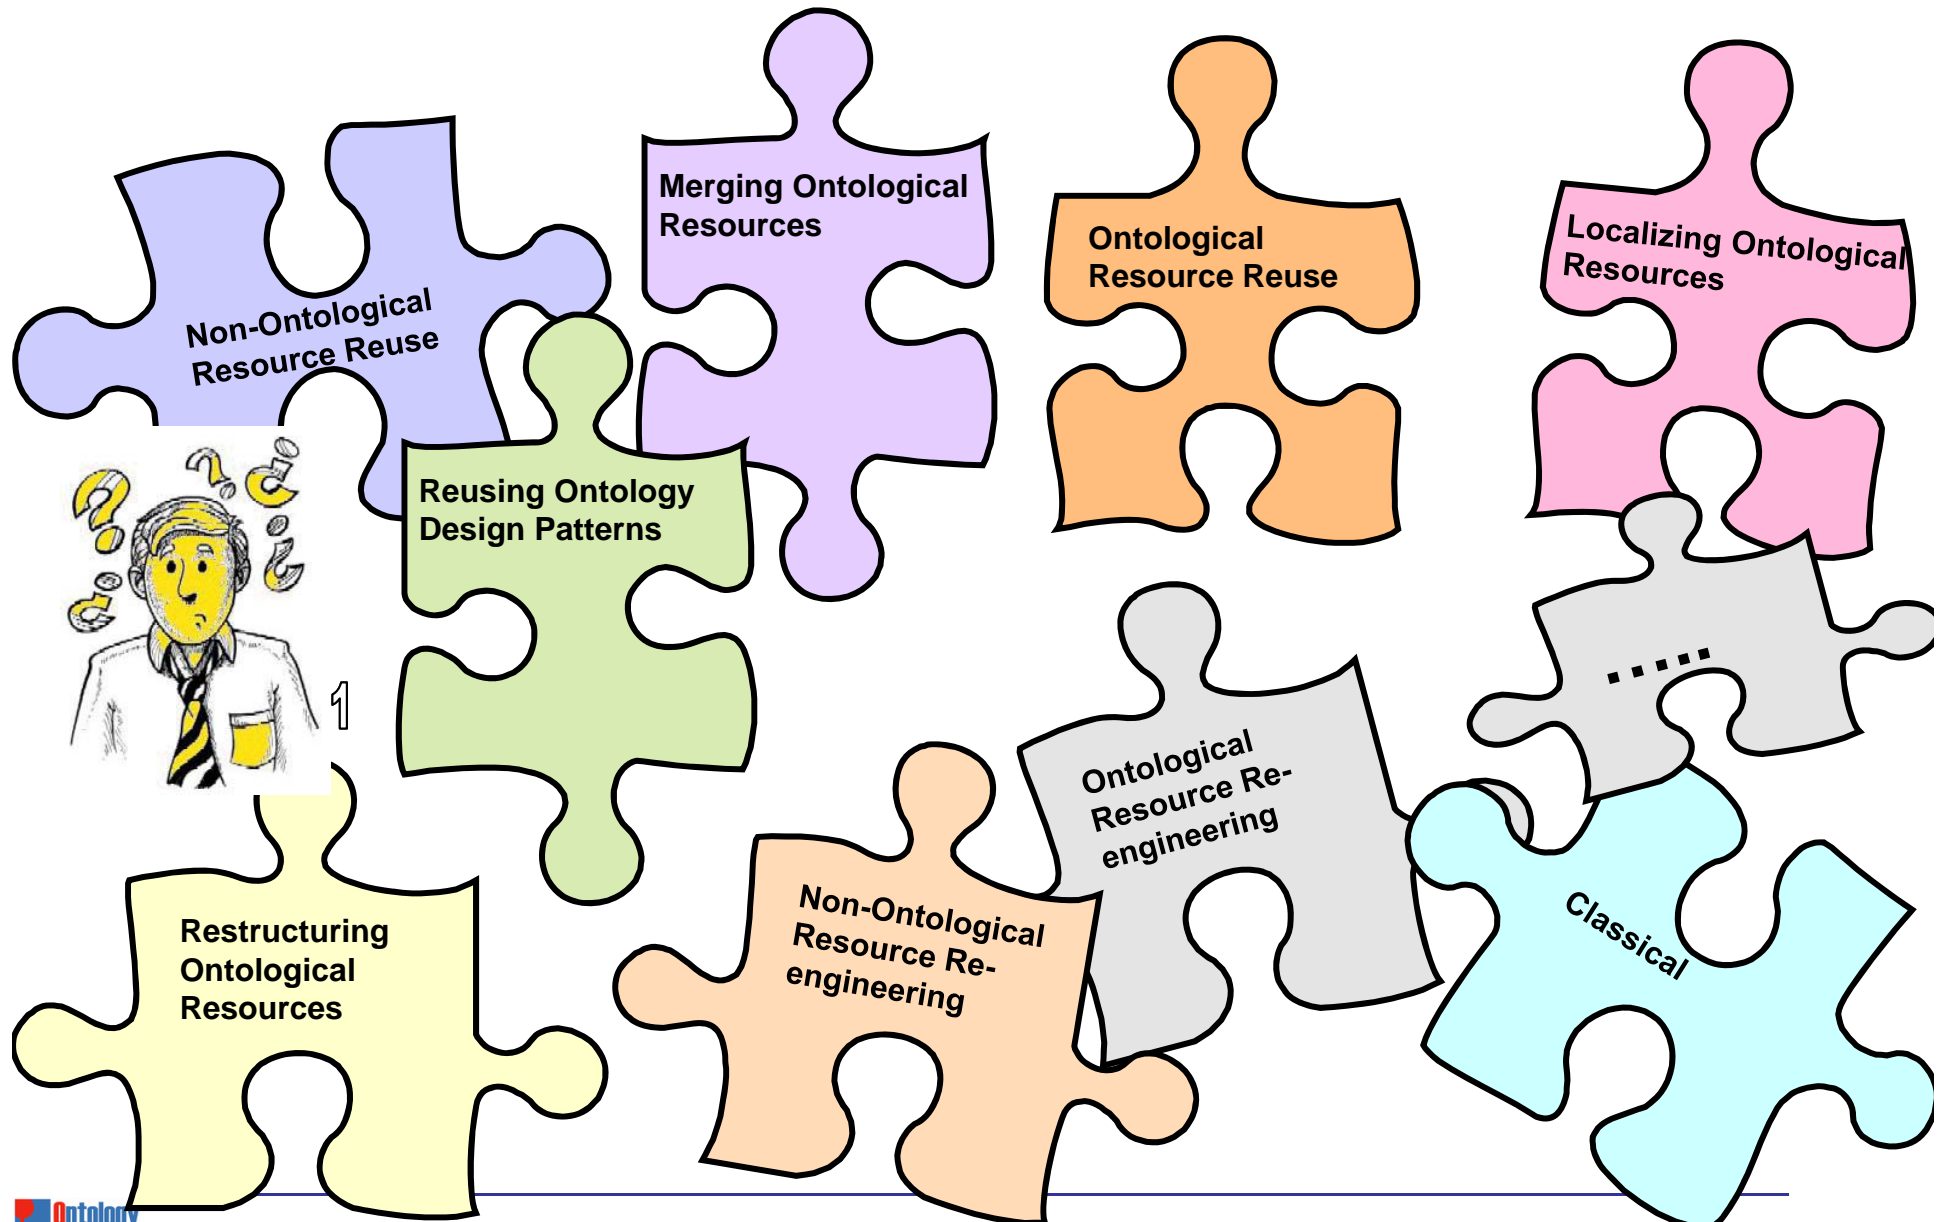 Merging Ontological
Resources
Ontological
Resource Reuse
Localizing Ontological
Resources
Non-Ontological
Resource Reuse
Reusing Ontology
Design Patterns
.....
1
Ontological
Resource Re-
engineering
Non-Ontological
Resource Re-
engineering
Classical
Restructuring
Ontological
Resources
Ontology